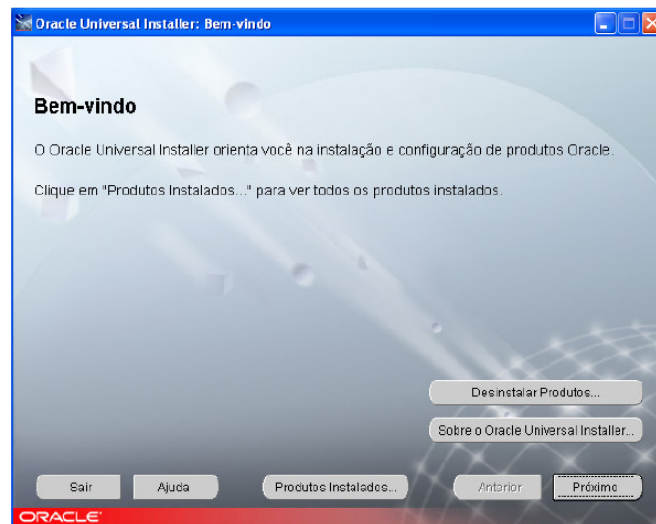 Oracle Universal Installer: Bem-vindo
Bem-vindo
O Oracle Universal Installer orienta você na instalação e configuração de produtos Oracle.
Clique em "Produtos Instalados..." para ver todos os produtos instalados.
Desinstalar Produtos...
Sobre o Oracle Universal Installer...
Sair Ajuda Produtos Instalados... Anterior Próximo
ORACLE